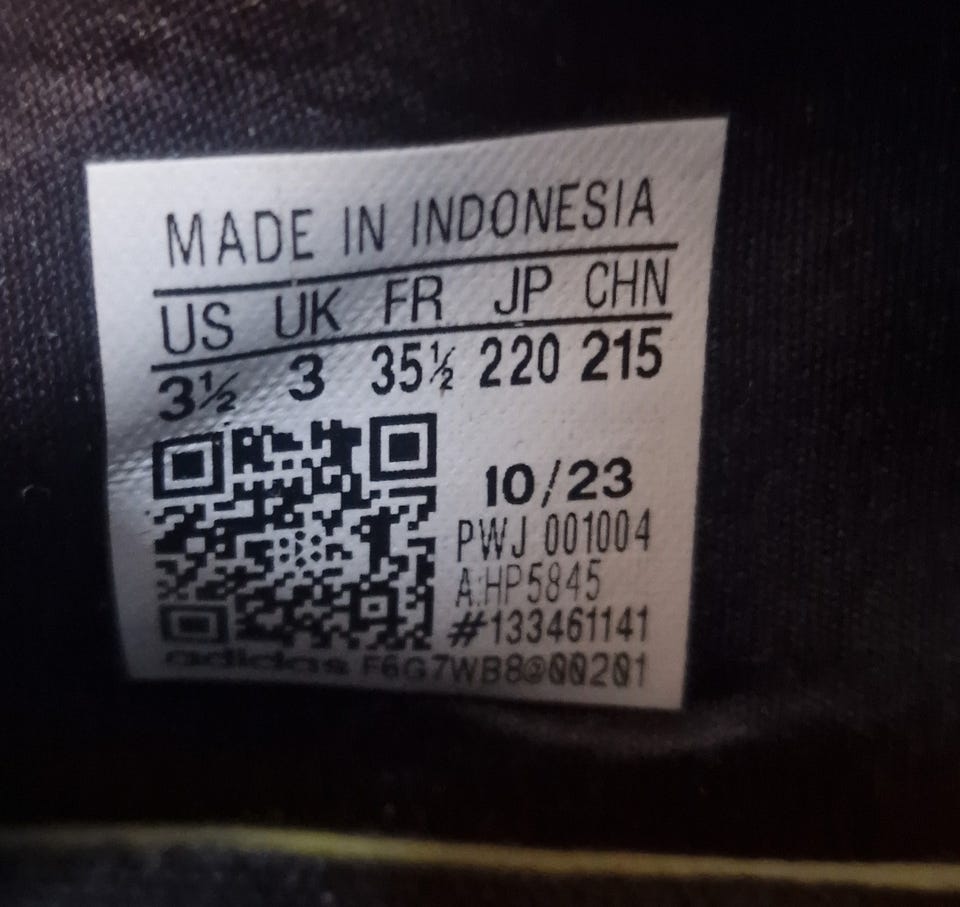 MADE IN INDONESIA
US UK FR JP CHN
3½ 3 35½ 220 215
10/23
PWJ 001004
A:HP5845
#133461141
adidas F6G7WB8@00201